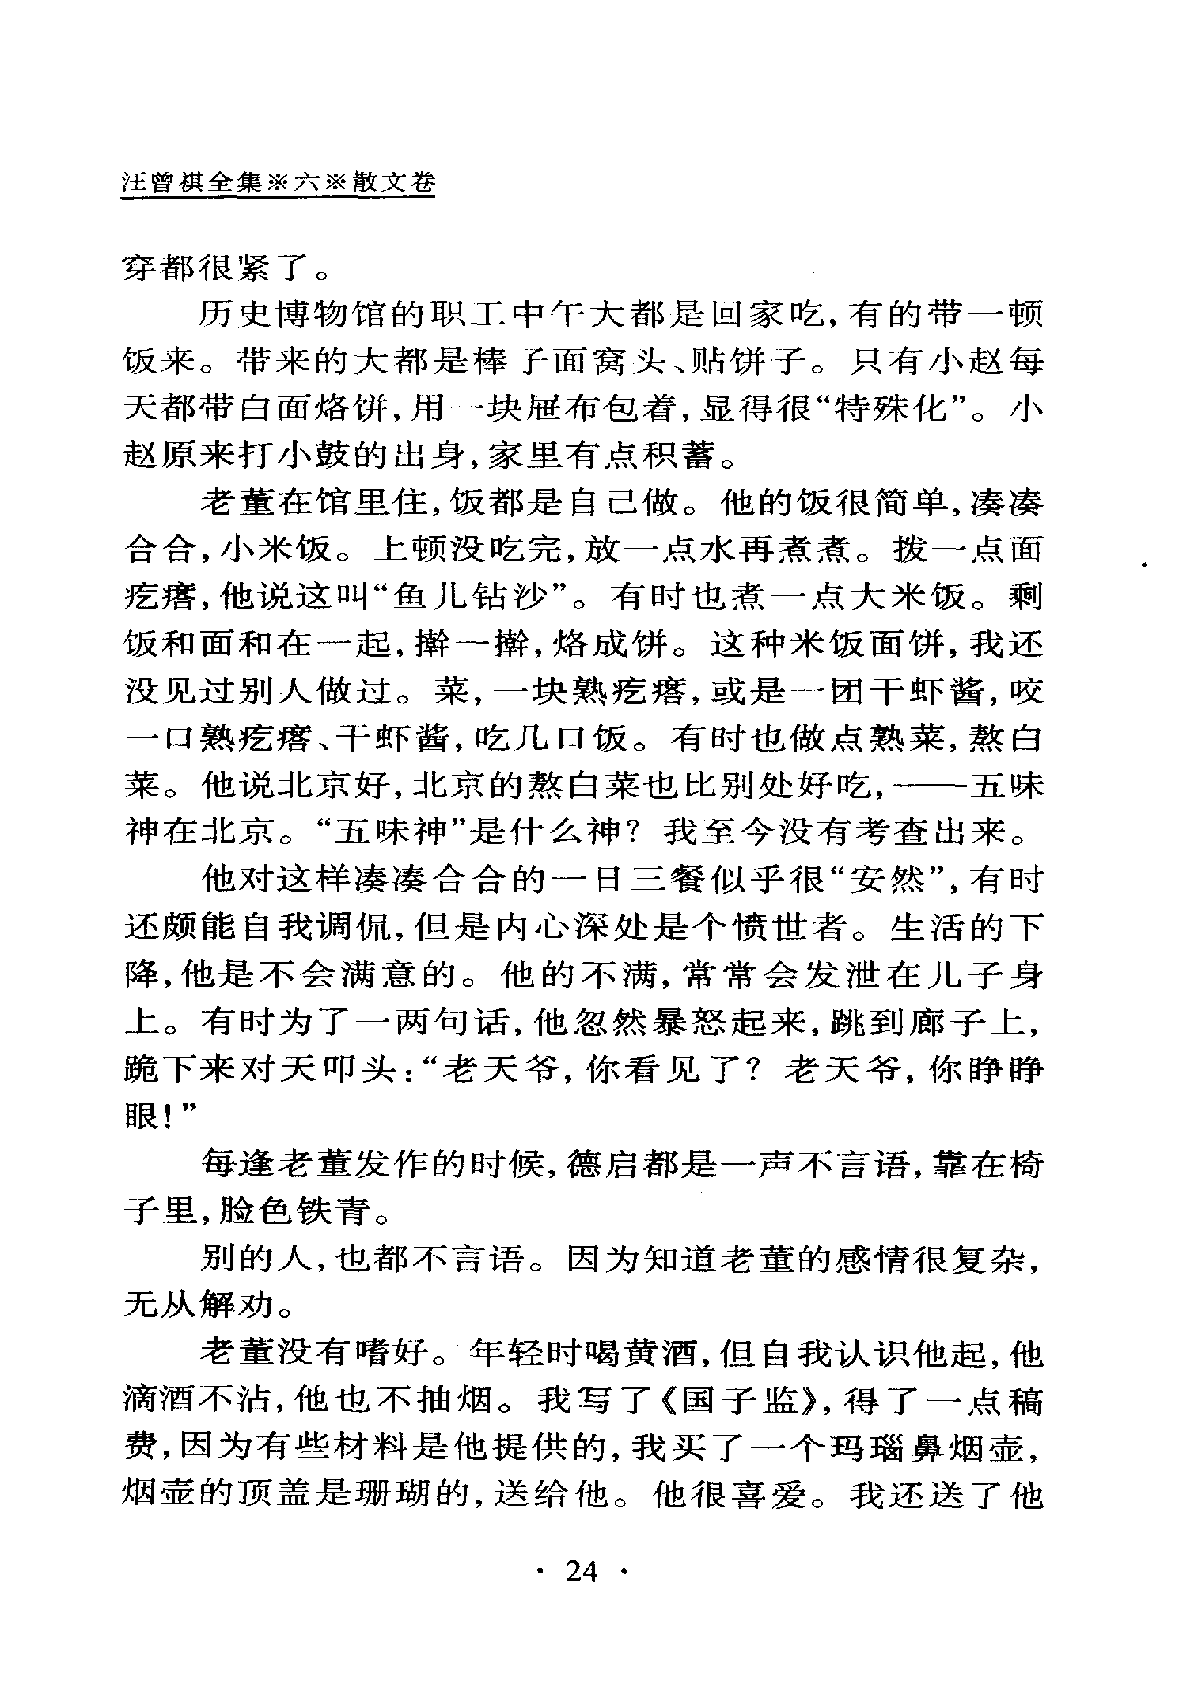 汪曾祺全集※六※散文卷
穿都很紧了。
历史博物馆的职工中午大都是回家吃,有的带一顿
饭来。带来的大都是棒子面窝头、贴饼子。只有小赵每
天都带白面烙饼,用一块屉布包着,显得很“特殊化”。小
赵原来打小鼓的出身,家里有点积蓄。
老董在馆里住,饭都是自己做。他的饭很简单,凑凑
合合,小米饭。上顿没吃完,放一点水再煮煮。拨一点面
疙瘩,他说这叫“鱼儿钻沙”。有时也煮一点大米饭。剩
饭和面和在一起,擀一擀,烙成饼。这种米饭面饼,我还
没见过别人做过。菜,一块熟疙瘩,或是一团干虾酱,咬
一口熟疙瘩、干虾酱,吃几口饭。有时也做点熟菜,熬白
菜。他说北京好,北京的熬白菜也比别处好吃,——五味
神在北京。“五味神”是什么神?我至今没有考查出来。
他对这样凑凑合合的一日三餐似乎很“安然”,有时
还颇能自我调侃,但是内心深处是个愤世者。生活的下
降,他是不会满意的。他的不满,常常会发泄在儿子身
上。有时为了一两句话,他忽然暴怒起来,跳到廊子上,
跪下来对天叩头:“老天爷,你看见了?老天爷,你睁睁
眼!”
每逢老董发作的时候,德启都是一声不言语,靠在椅
子里,脸色铁青。
别的人,也都不言语。因为知道老董的感情很复杂,
无从解劝。
老董没有嗜好。年轻时喝黄酒,但自我认识他起,他
滴酒不沾,他也不抽烟。我写了《国子监》,得了一点稿
费,因为有些材料是他提供的,我买了一个玛瑙鼻烟壶,
烟壶的顶盖是珊瑚的,送给他。他很喜爱。我还送了他
· 24 ·